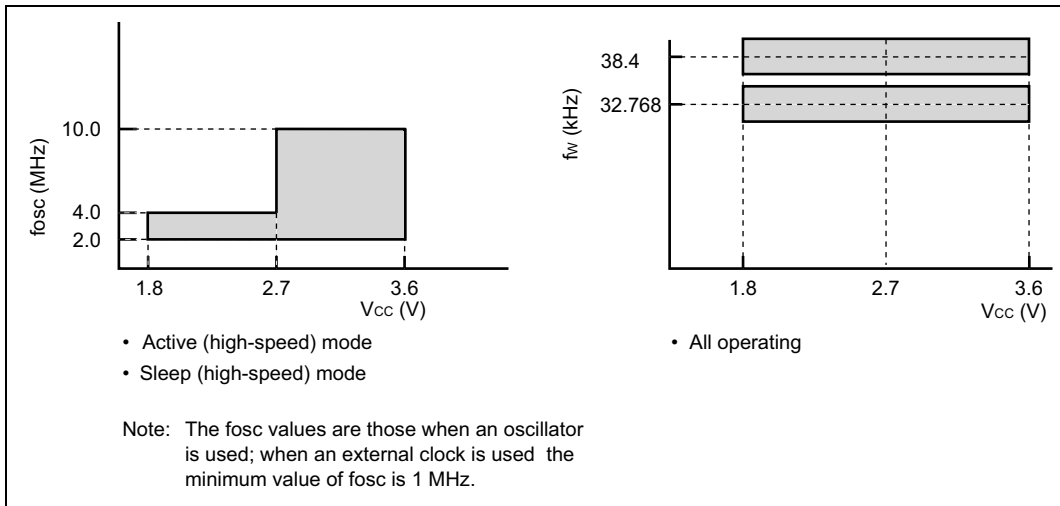 10.0
4.0
2.0
fosc (MHz)
1.8 2.7 3.6
Vcc (V)
• Active (high-speed) mode
• Sleep (high-speed) mode
Note: The fosc values are those when an oscillator
is used; when an external clock is used the
minimum value of fosc is 1 MHz.
38.4
32.768
fw (kHz)
1.8 2.7 3.6
Vcc (V)
• All operating